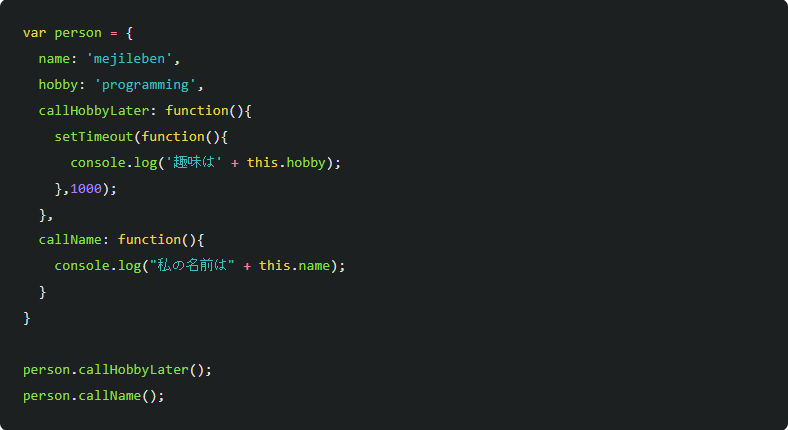 var person = {
  name: 'mejileben',
  hobby: 'programming',
  callHobbyLater: function(){
    setTimeout(function(){
      console.log('趣味は' + this.hobby);
    },1000);
  },
  callName: function(){
    console.log("私の名前は" + this.name);
  }
}

person.callHobbyLater();
person.callName();